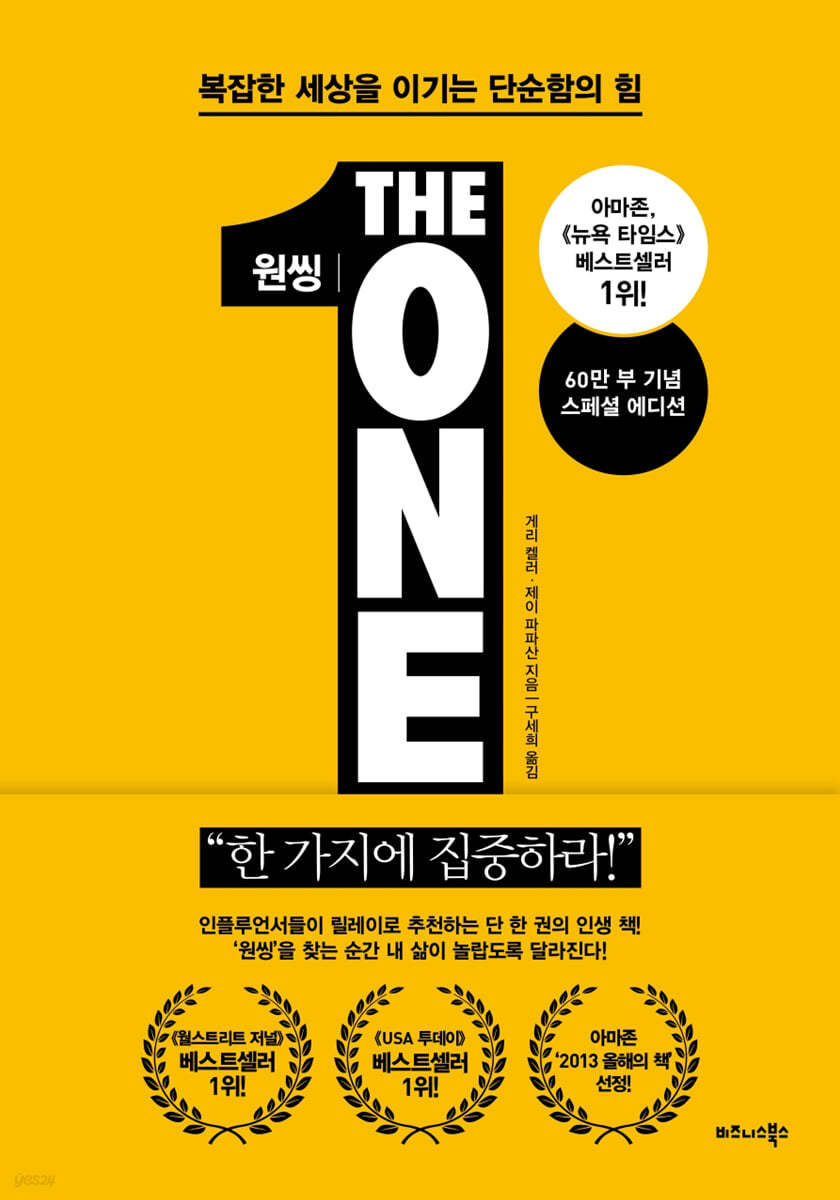 복잡한 세상을 이기는 단순함의 힘
THE
원씽
ONE
아마존,
《뉴욕 타임스》
베스트셀러
1위!
60만 부 기념
스페셜 에디션
게리 켈러 · 제이 파파산 지음 | 구세희 옮김
“한 가지에 집중하라!”
인플루언서들이 릴레이로 추천하는 단 한 권의 인생 책!
‘원씽’을 찾는 순간 내 삶이 놀랍도록 달라진다!
《월스트리트 저널》
베스트셀러
1위!
《USA 투데이》
베스트셀러
1위!
아마존
‘2013 올해의 책’
선정!
비즈니스북스
yes24